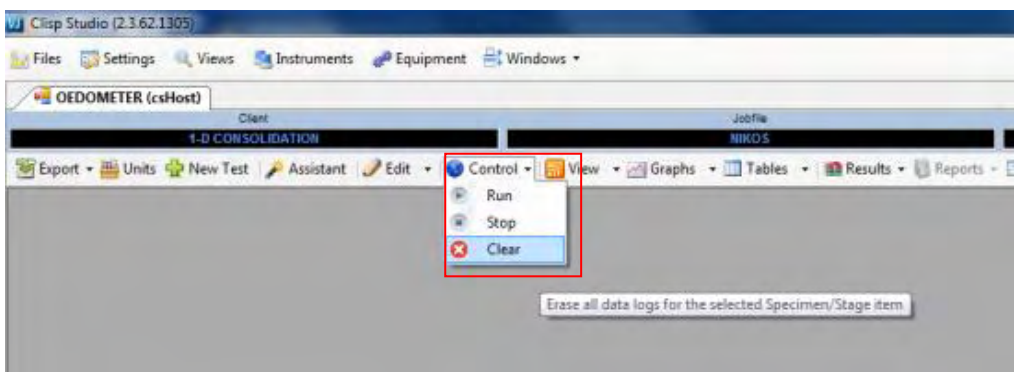 Clisp Studio (2.3.62.1305)
Files Settings Views Instruments Equipment Windows
OEDOMETER (csHost)
Client Jobfile
1-D CONSOLIDATION NIKOS
Export Units New Test Assistant Edit Control View Graphs Tables Results Reports
Run
Stop
Clear
Erase all data logs for the selected Specimen/Stage item